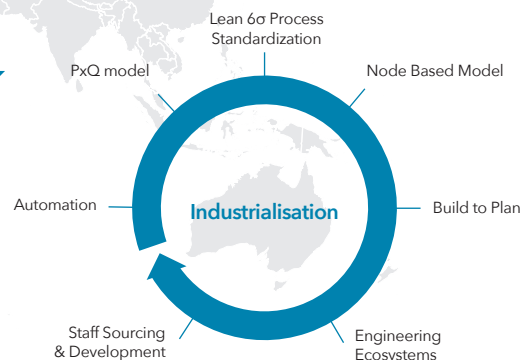 Lean 6σ Process
Standardization
PxQ model
Node Based Model
Automation
Industrialisation
Build to Plan
Staff Sourcing
& Development
Engineering
Ecosystems